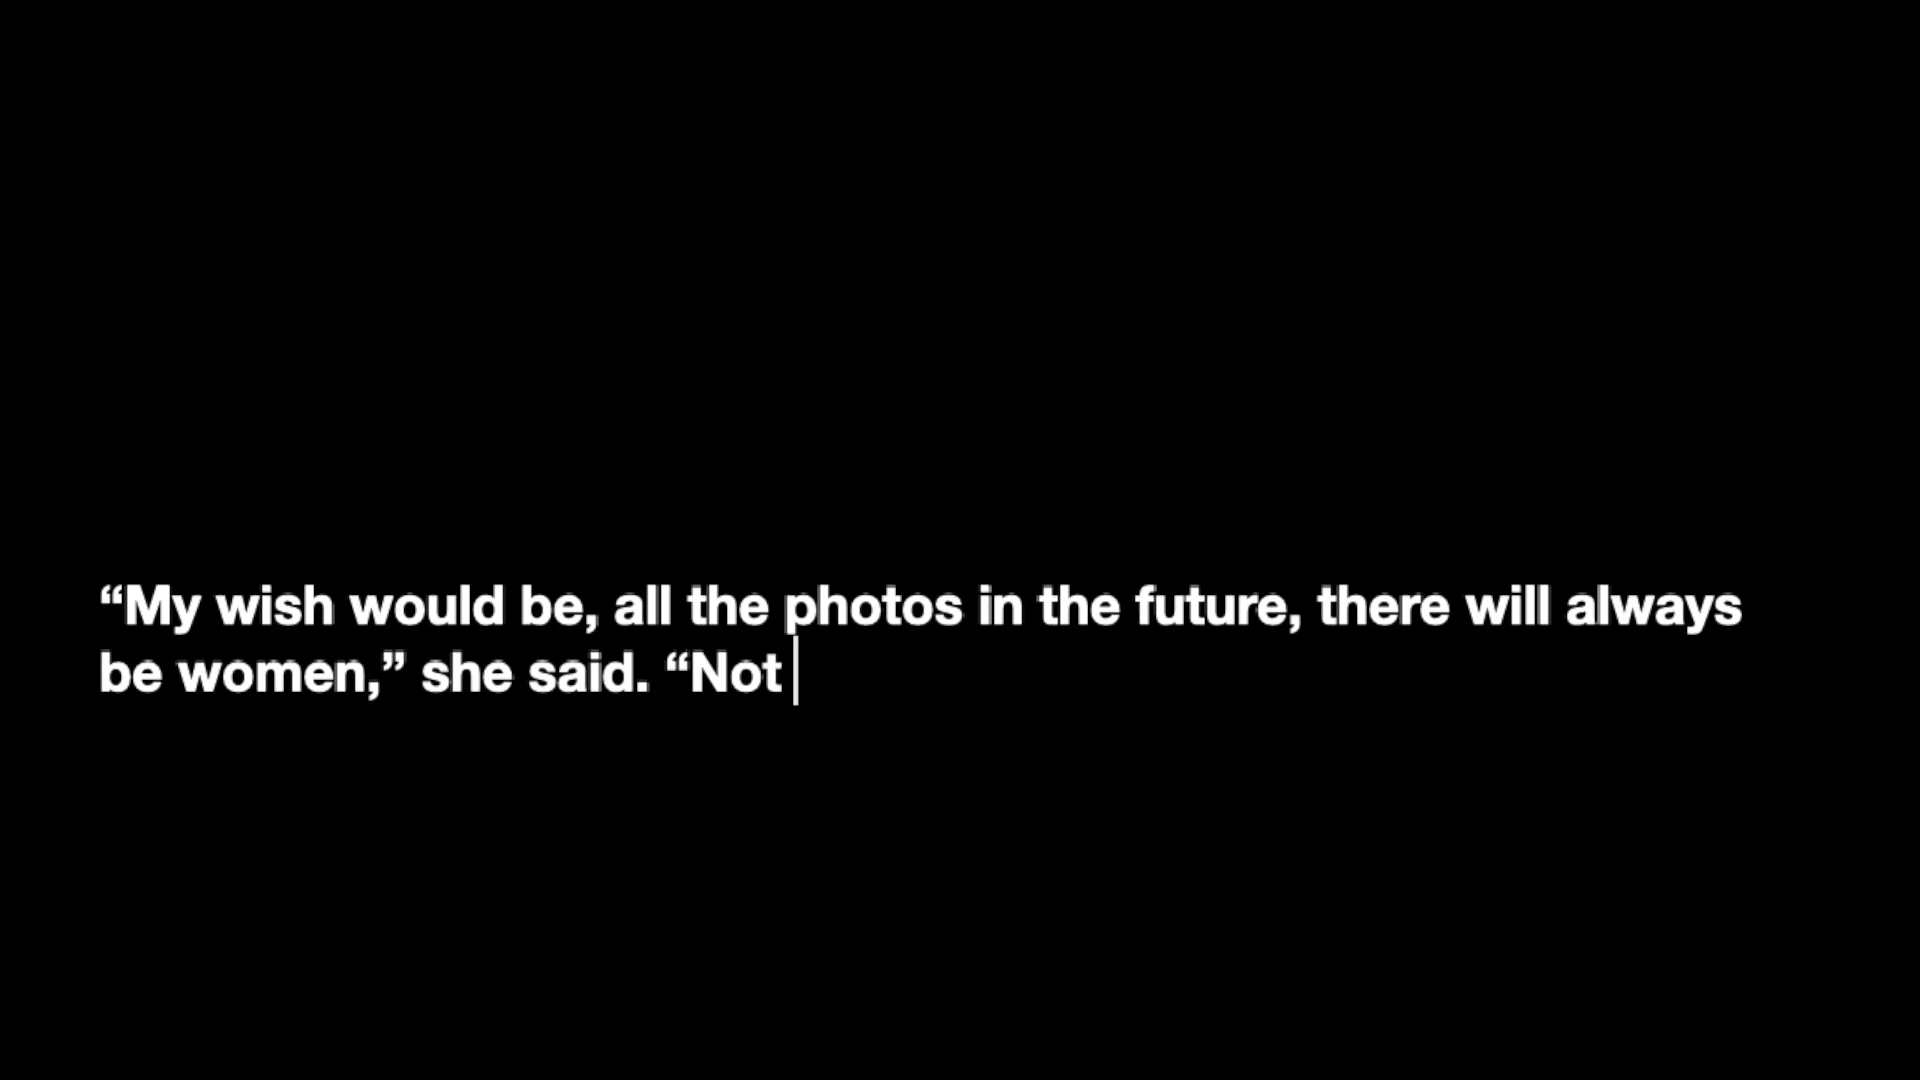 “My wish would be, all the photos in the future, there will always
be women,” she said. “Not